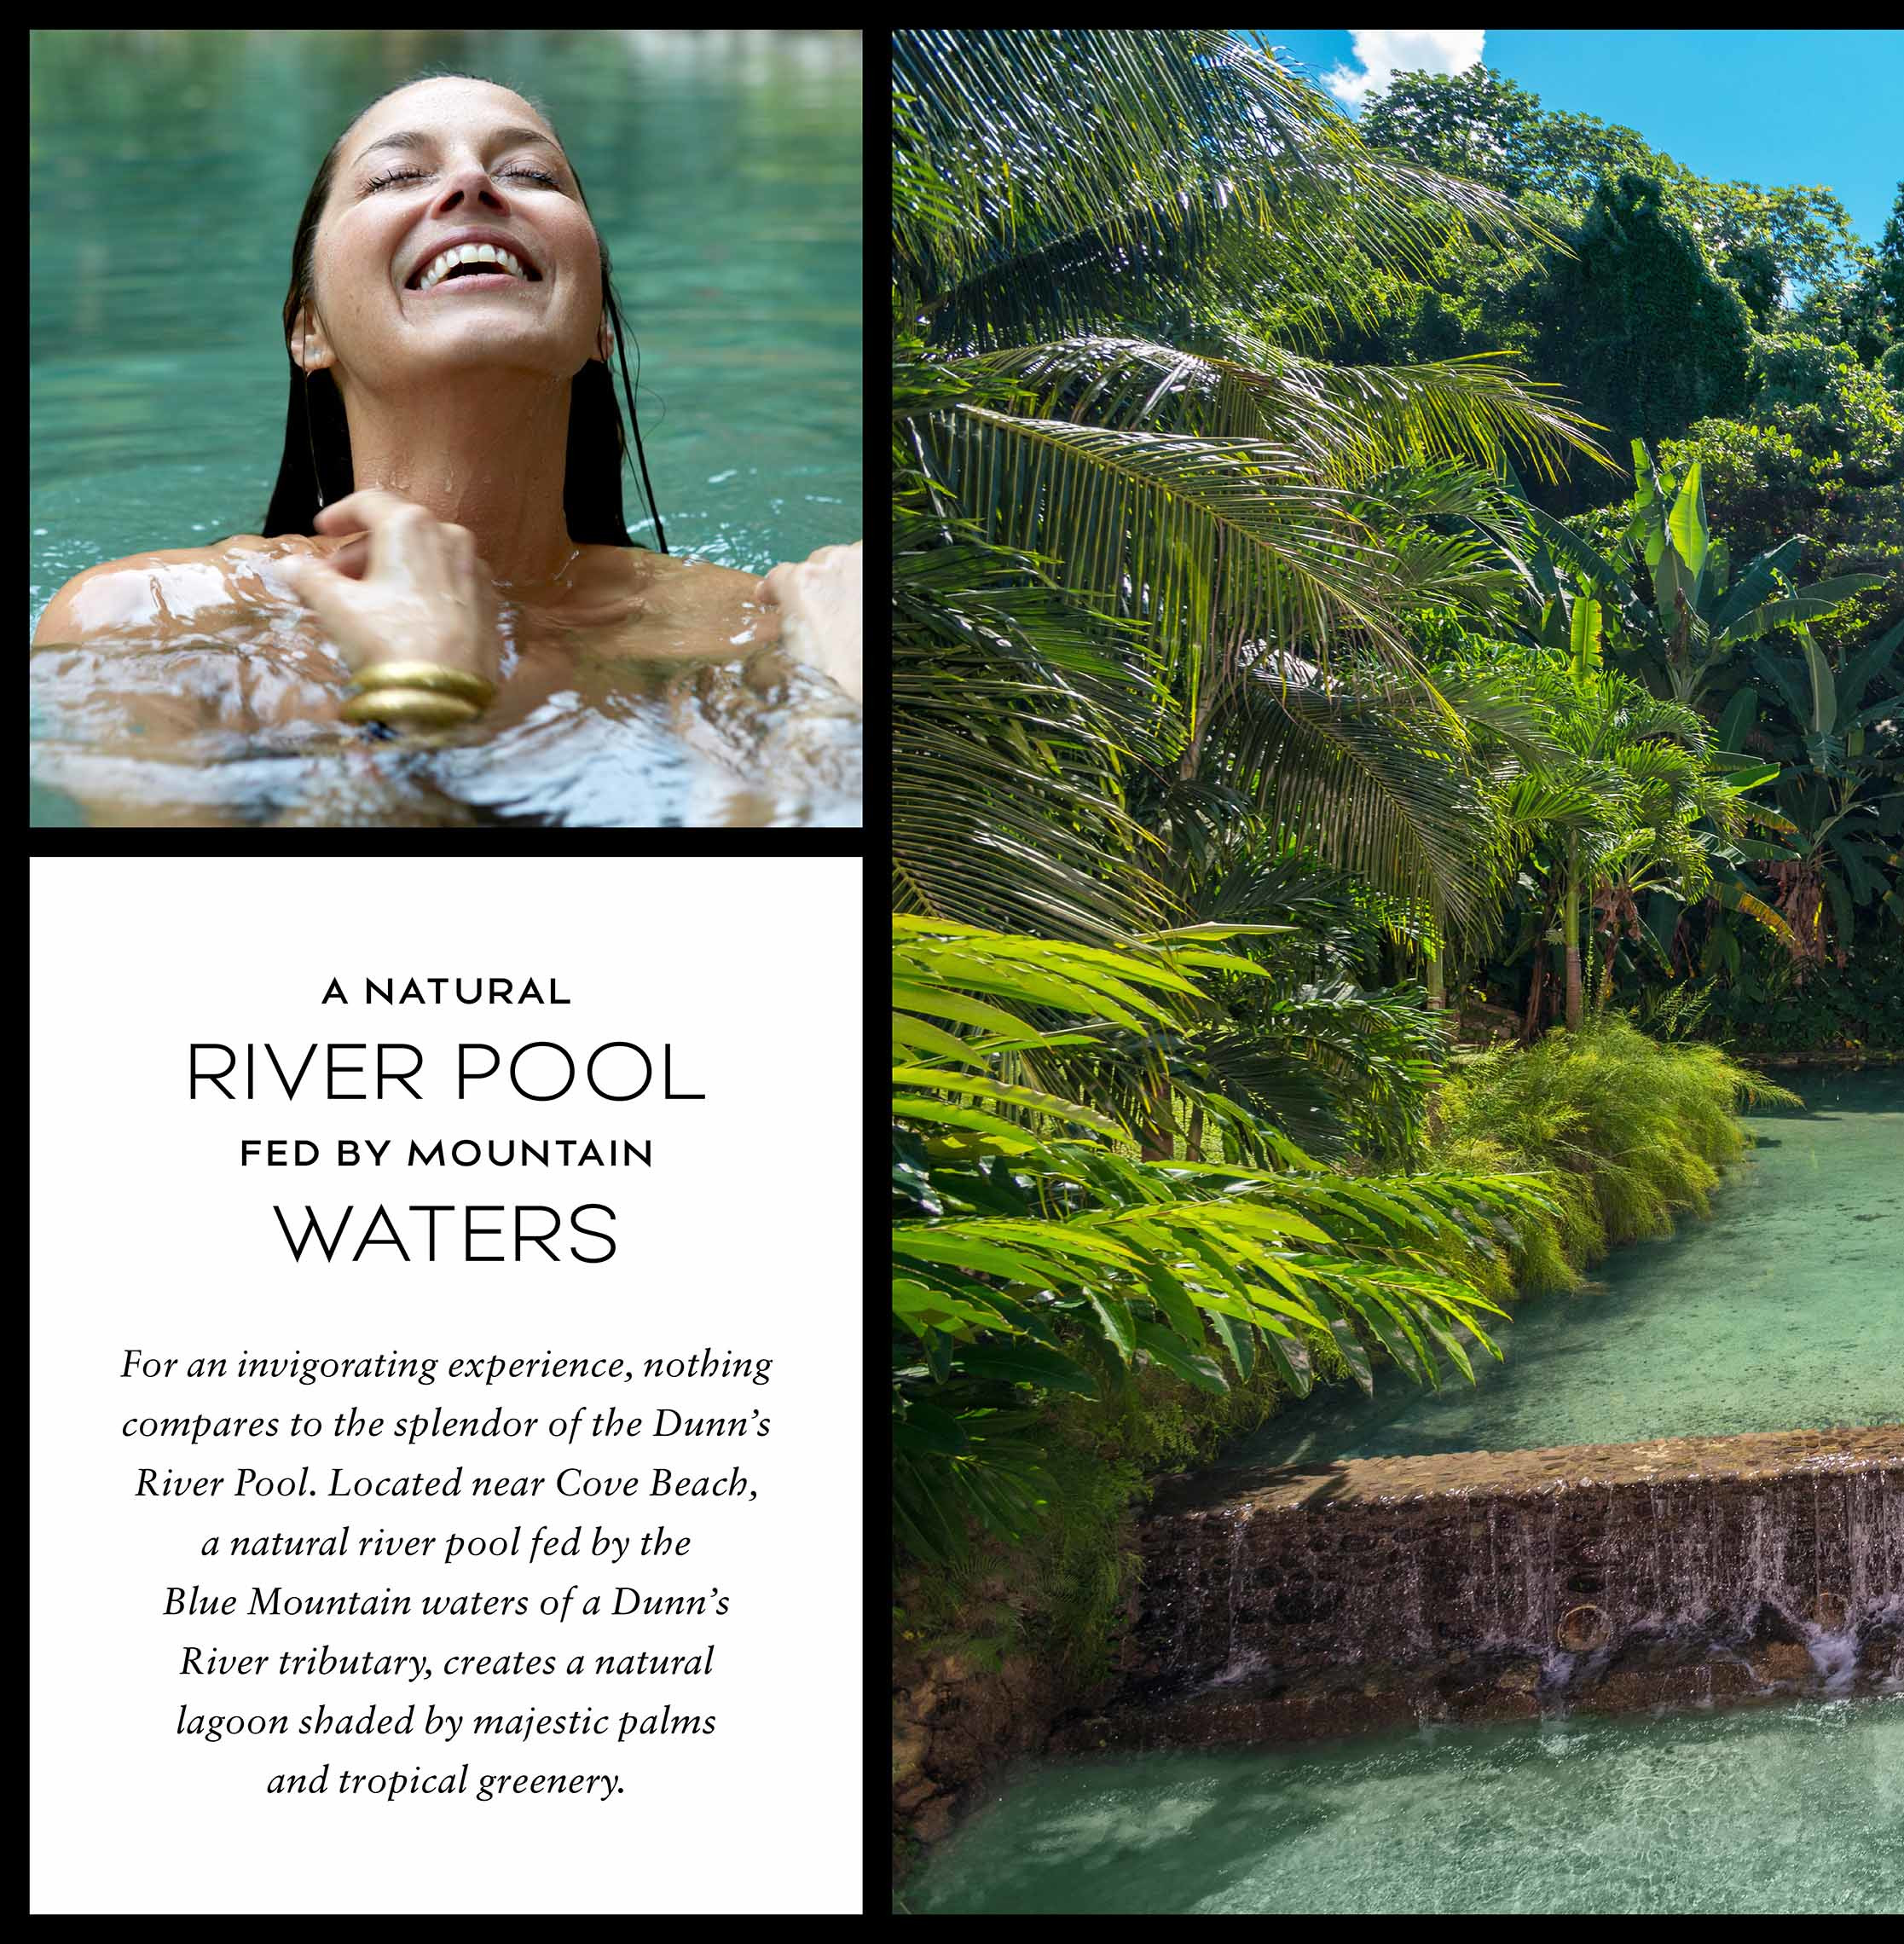 A NATURAL
RIVER POOL
FED BY MOUNTAIN
WATERS
For an invigorating experience, nothing
compares to the splendor of the Dunn’s
River Pool. Located near Cove Beach,
a natural river pool fed by the
Blue Mountain waters of a Dunn’s
River tributary, creates a natural
lagoon shaded by majestic palms
and tropical greenery.